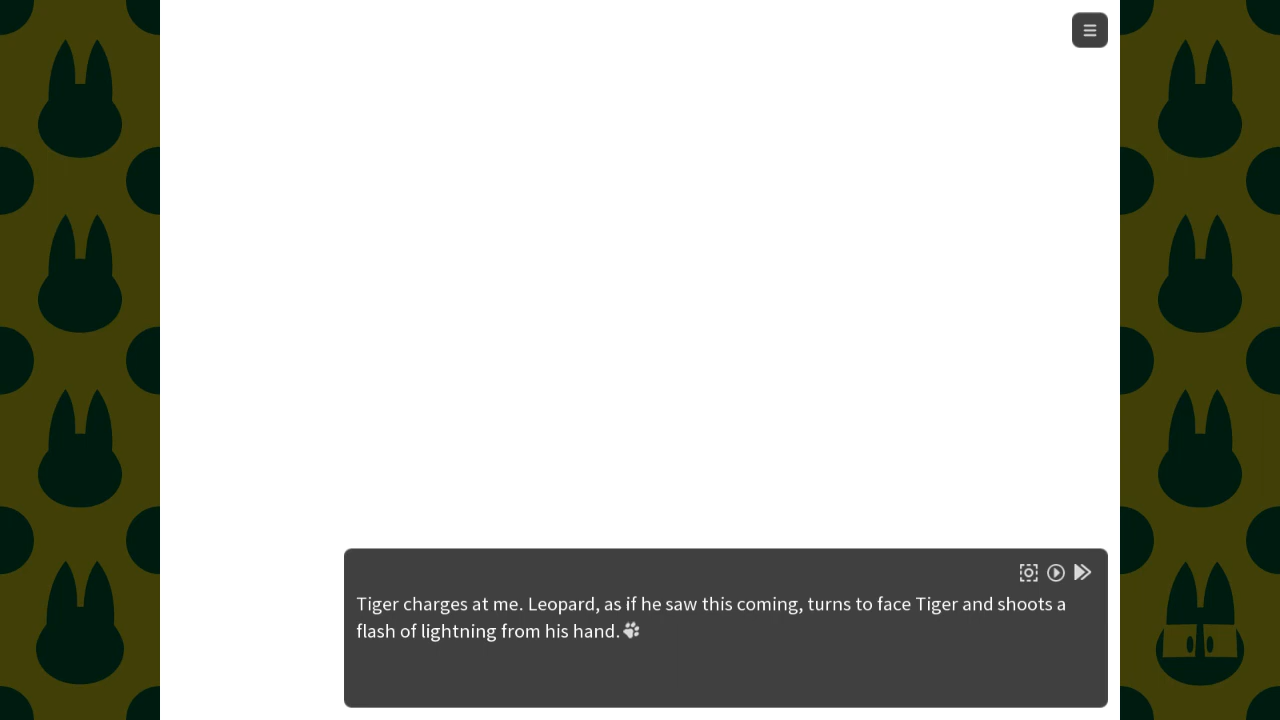 Tiger charges at me. Leopard, as if he saw this coming, turns to face Tiger and shoots a
flash of lightning from his hand.